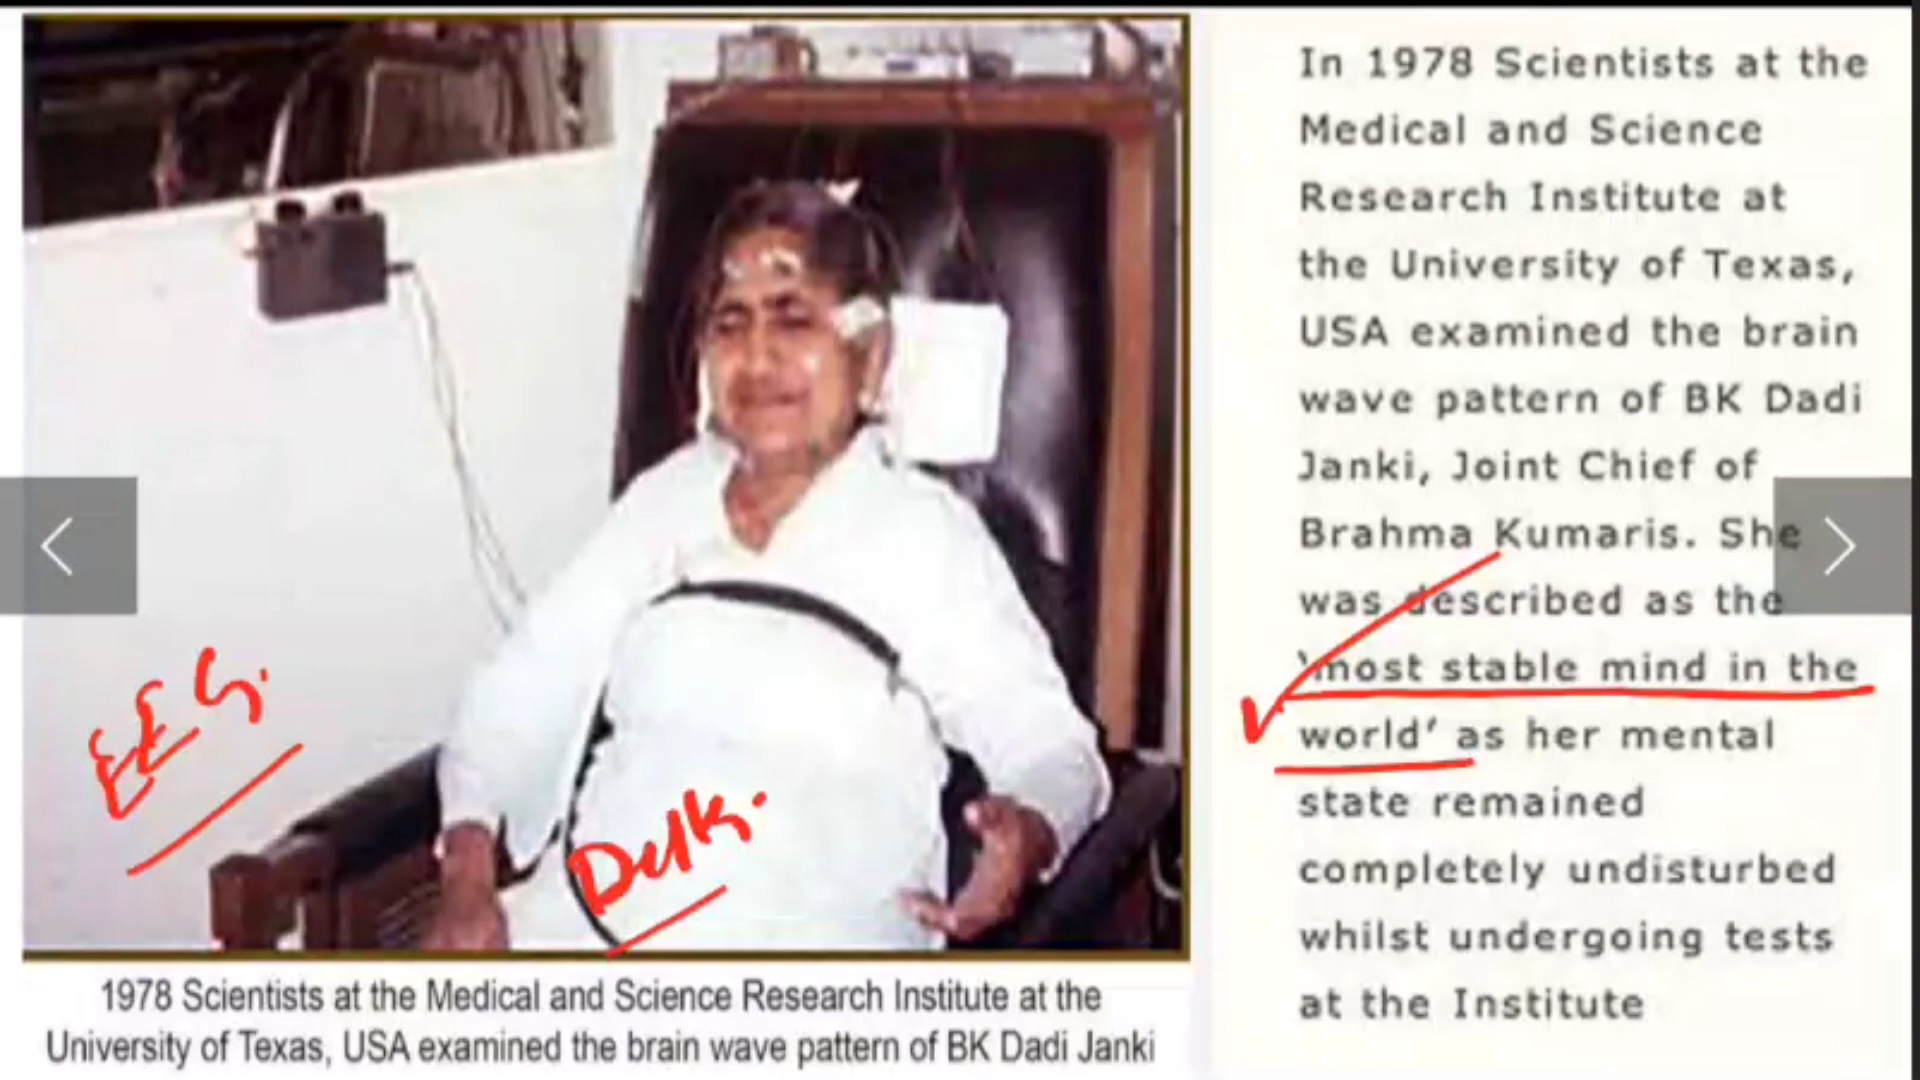 In 1978 Scientists at the
Medical and Science
Research Institute at
the University of Texas,
USA examined the brain
wave pattern of BK Dadi
Janki, Joint Chief of
Brahma Kumaris. She
was described as the
‘most stable mind in the
world’ as her mental
state remained
completely undisturbed
whilst undergoing tests
at the Institute
EEG.
1978 Scientists at the Medical and Science Research Institute at the
University of Texas, USA examined the brain wave pattern of BK Dadi Janki